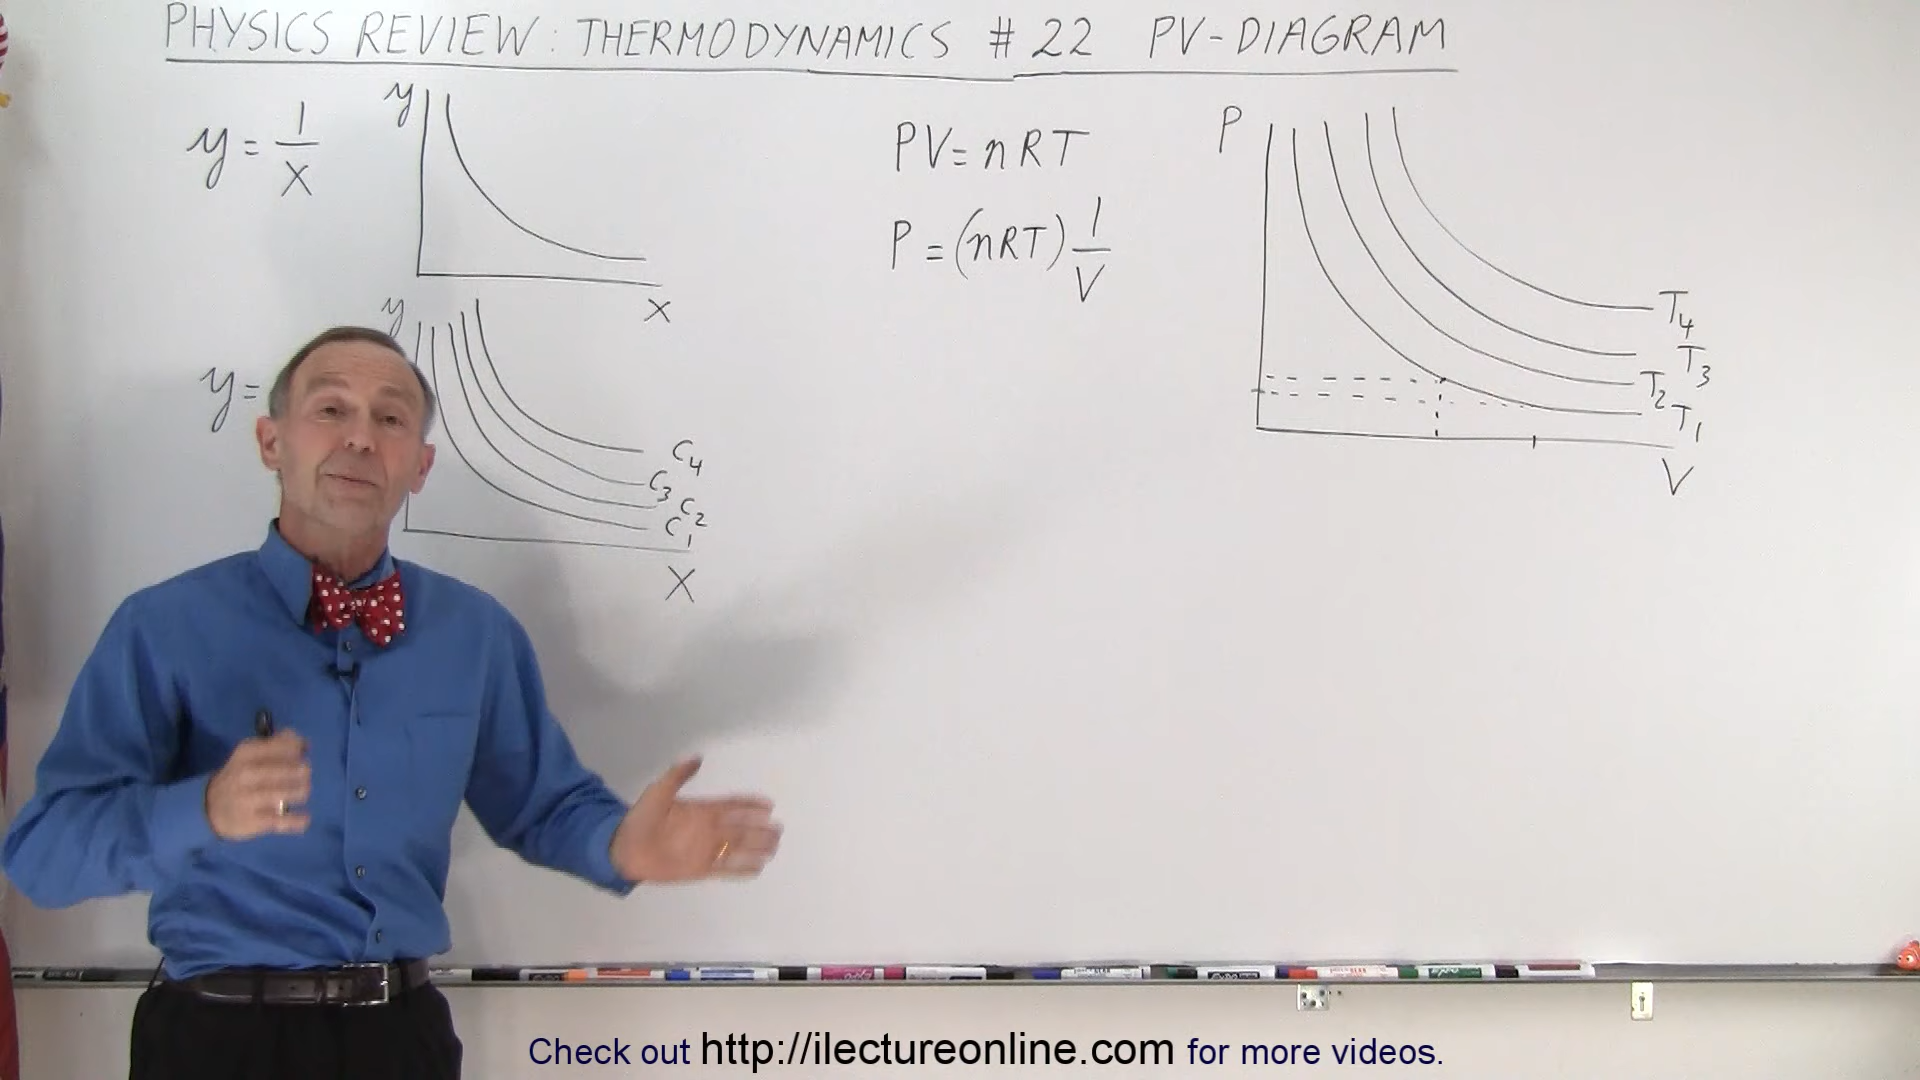 PHYSICS REVIEW: THERMODYNAMICS # 22 PV-DIAGRAM
y = 1/x
y
x
y =
y
C4
C3
C2
C1
X
PV = nRT
P = (nRT) 1/V
P
T4
T3
T2
T1
V
Check out http://ilectureonline.com for more videos.